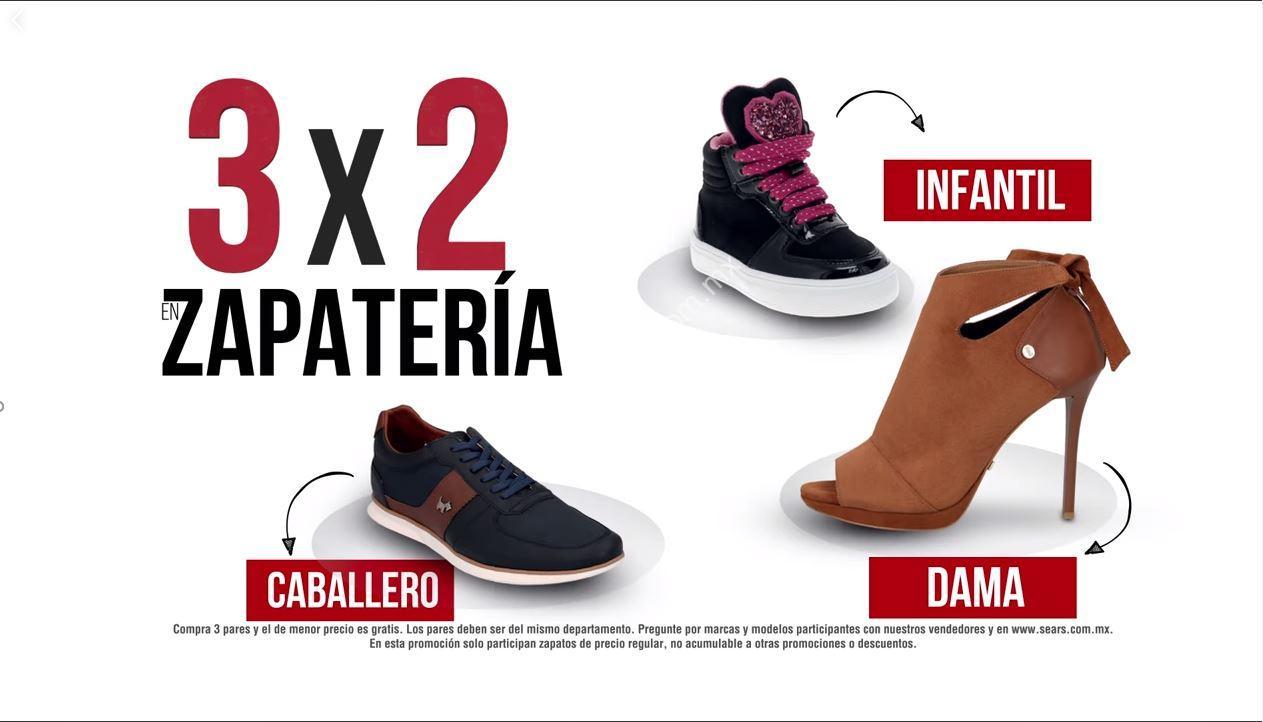 3 x 2
EN ZAPATERÍA
INFANTIL
CABALLERO
DAMA
Compra 3 pares y el de menor precio es gratis. Los pares deben ser del mismo departamento. Pregunte por marcas y modelos participantes con nuestros vendedores y en www.sears.com.mx.
En esta promoción solo participan zapatos de precio regular, no acumulable a otras promociones o descuentos.